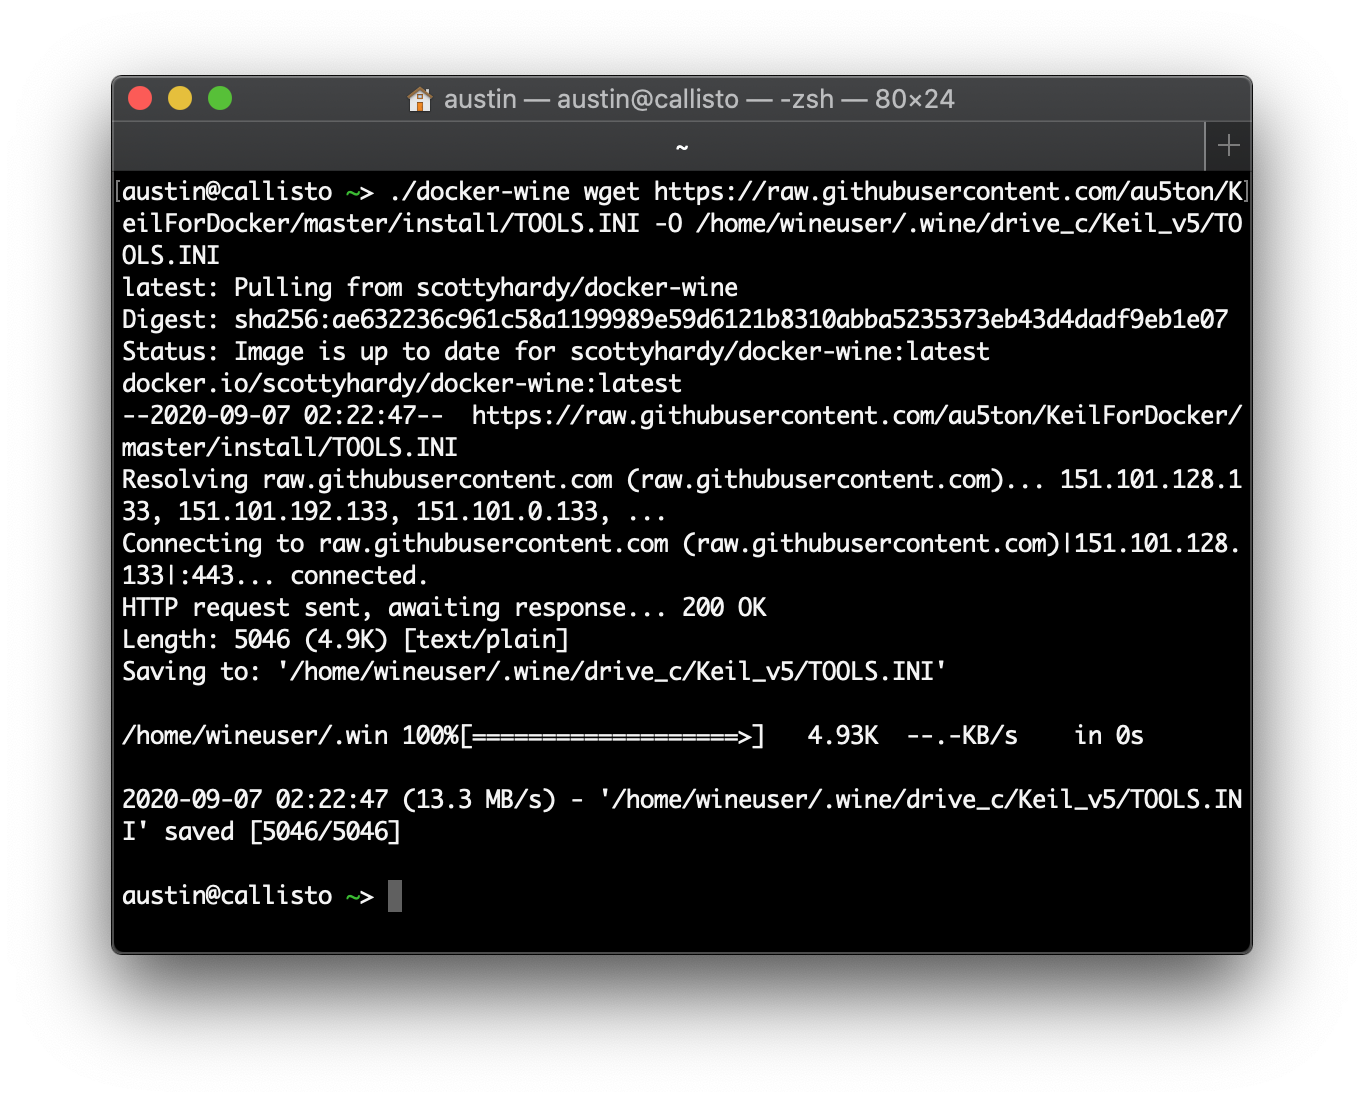 austin — austin@callisto — -zsh — 80×24
~
austin@callisto ~> ./docker-wine wget https://raw.githubusercontent.com/au5ton/K
eilForDocker/master/install/TOOLS.INI -O /home/wineuser/.wine/drive_c/Keil_v5/TO
OLS.INI
latest: Pulling from scottyhardy/docker-wine
Digest: sha256:ae632236c961c58a1199989e59d6121b8310abba5235373eb43d4dadf9eb1e07
Status: Image is up to date for scottyhardy/docker-wine:latest
docker.io/scottyhardy/docker-wine:latest
--2020-09-07 02:22:47--  https://raw.githubusercontent.com/au5ton/KeilForDocker/
master/install/TOOLS.INI
Resolving raw.githubusercontent.com (raw.githubusercontent.com)... 151.101.128.1
33, 151.101.192.133, 151.101.0.133, ...
Connecting to raw.githubusercontent.com (raw.githubusercontent.com)|151.101.128.
133|:443... connected.
HTTP request sent, awaiting response... 200 OK
Length: 5046 (4.9K) [text/plain]
Saving to: '/home/wineuser/.wine/drive_c/Keil_v5/TOOLS.INI'
/home/wineuser/.win 100%[===================>]   4.93K  --.-KB/s    in 0s
2020-09-07 02:22:47 (13.3 MB/s) - '/home/wineuser/.wine/drive_c/Keil_v5/TOOLS.IN
I' saved [5046/5046]
austin@callisto ~>